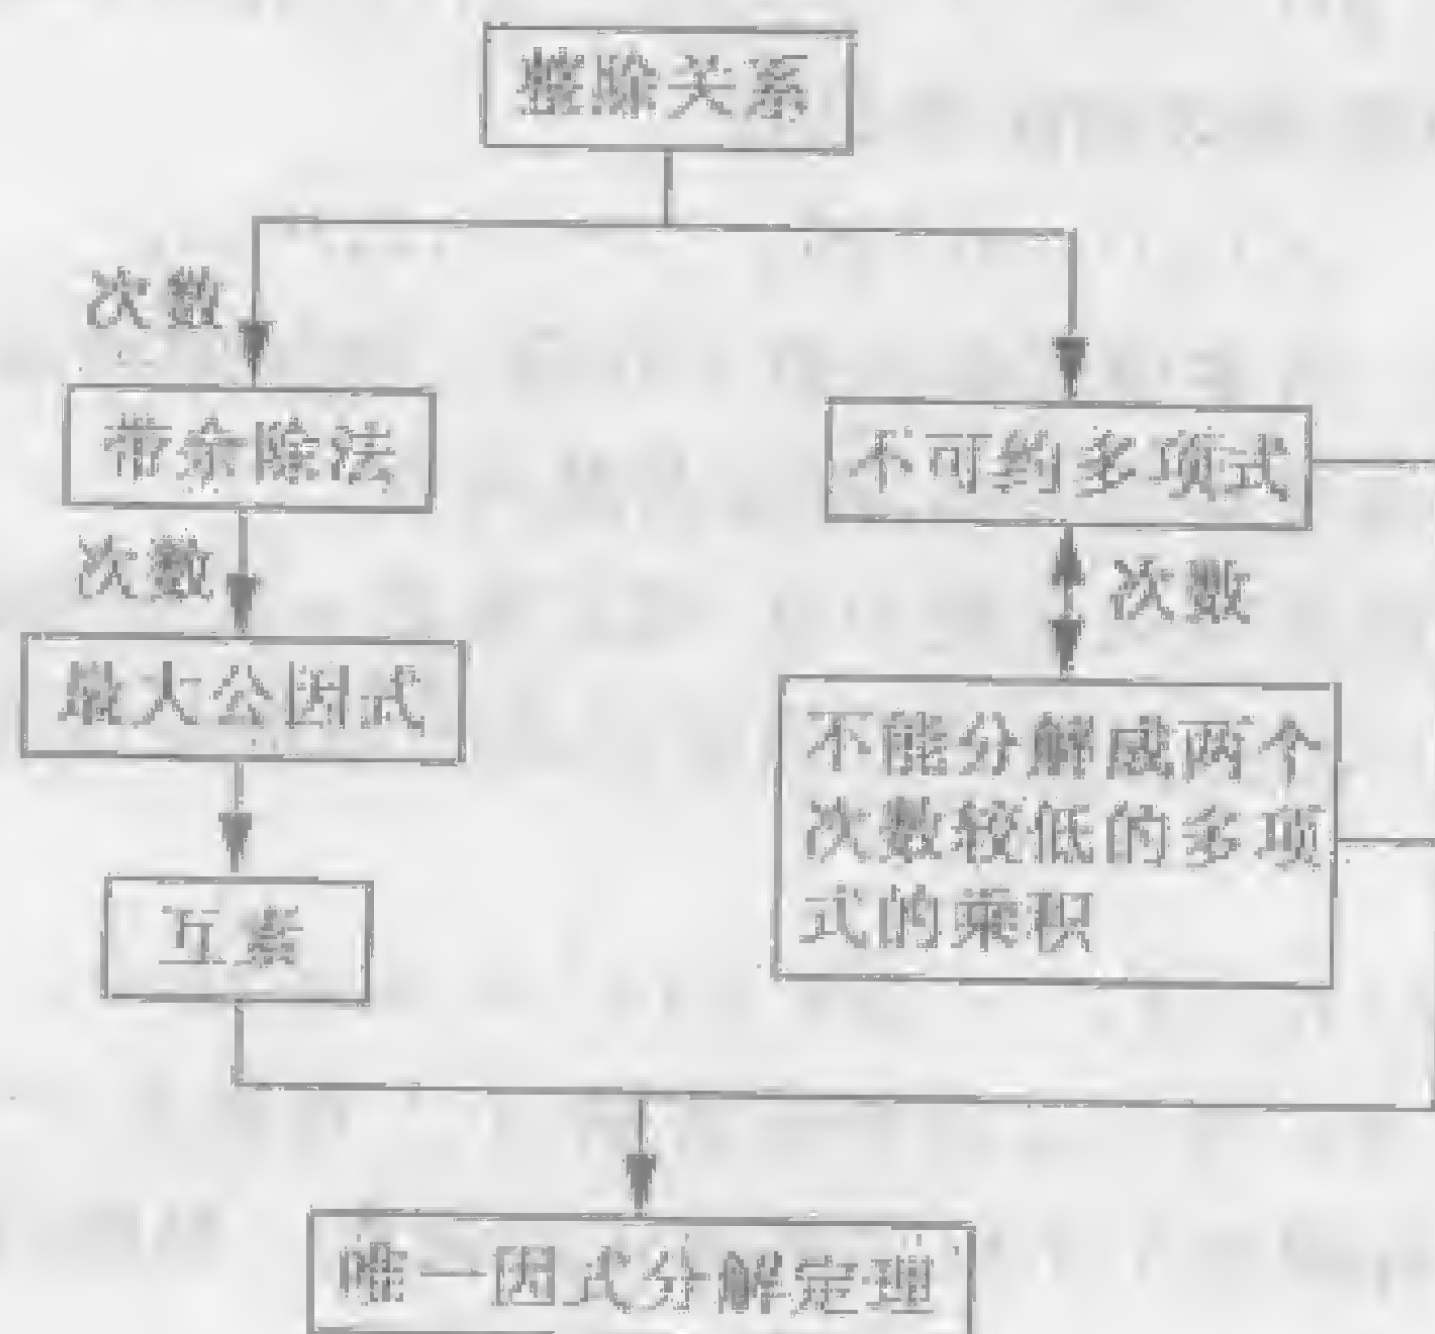 整除关系
次数
带余除法
不可约多项式
次数
次数
最大公因式
不能分解成两个
次数较低的多项
式的乘积
互素
唯一因式分解定理